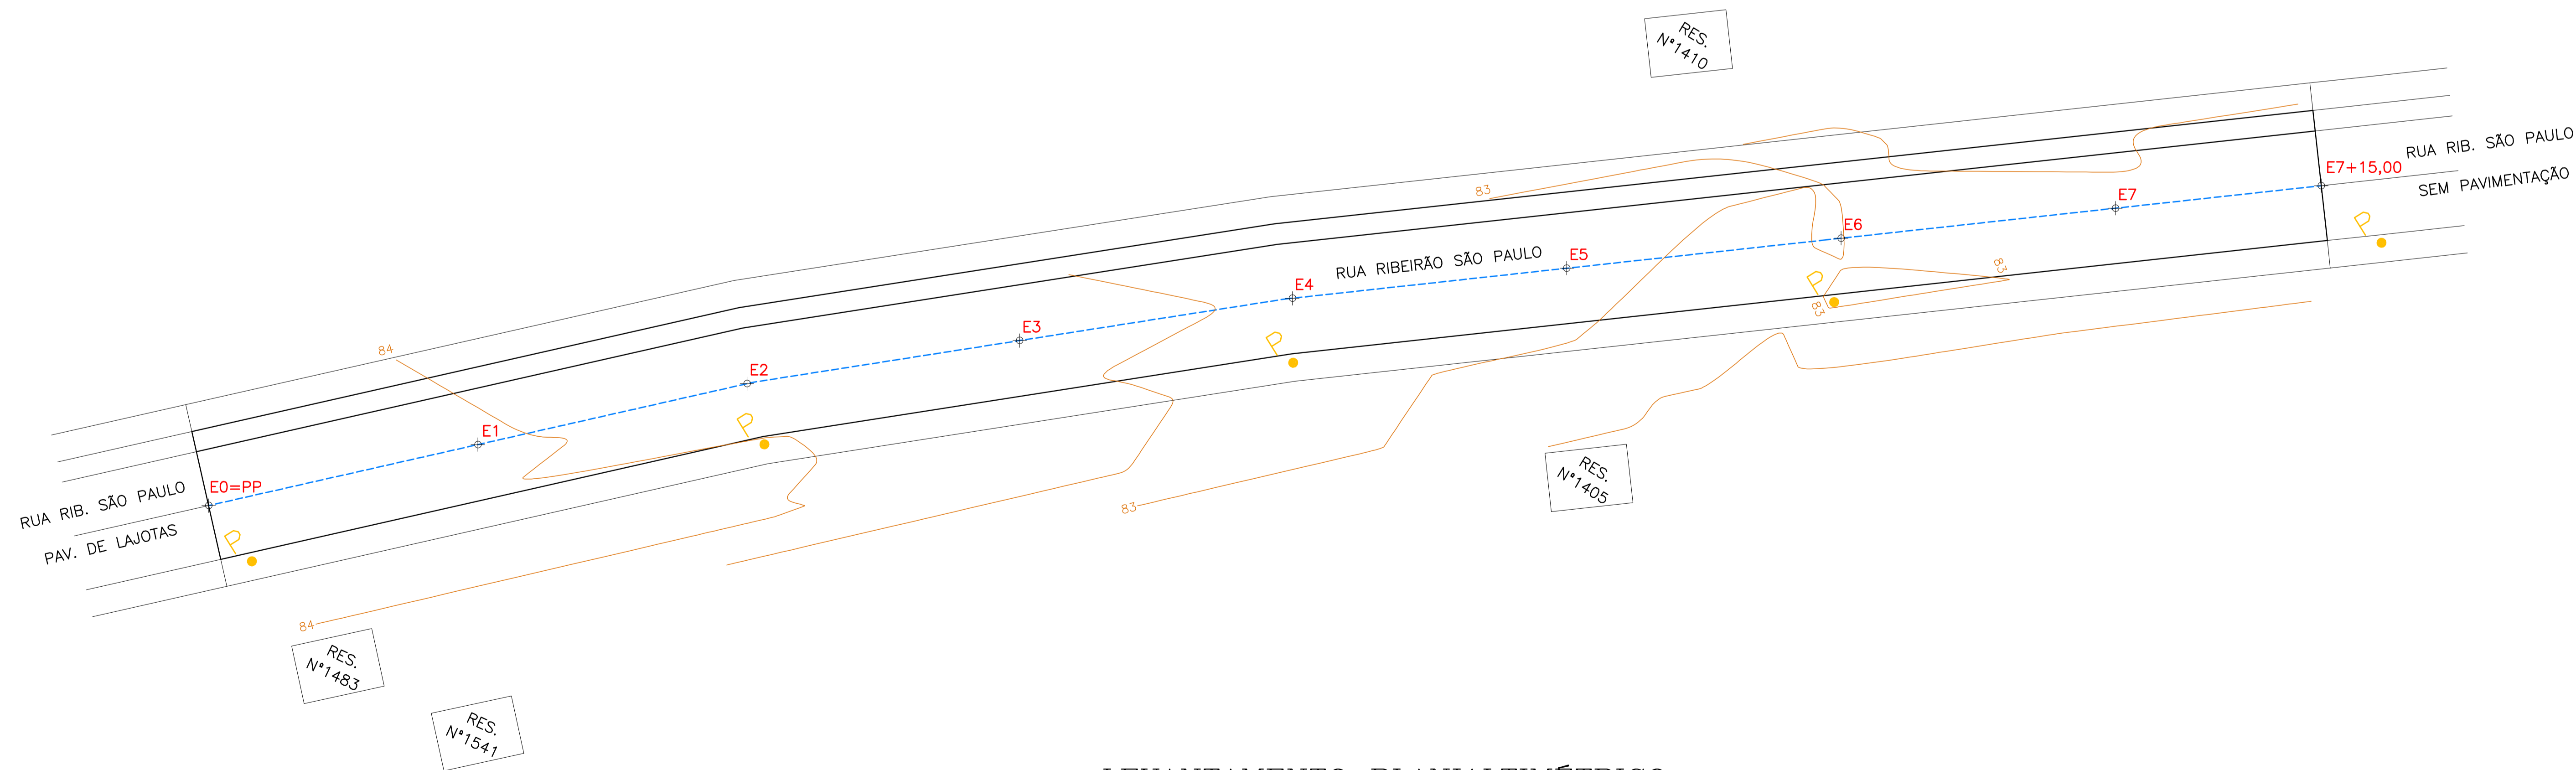 RES.
N°1410
RUA RIB. SÃO PAULO
SEM PAVIMENTAÇÃO
E7+15,00
E7
E6
E5
E4
E3
E2
E1
E0=PP
RUA RIBEIRÃO SÃO PAULO
83
83
83
84
P
P
P
P
P
RUA RIB. SÃO PAULO
PAV. DE LAJOTAS
83
84
RES.
N°1405
RES.
N°1483
RES.
N°1541
LEVANTAMENTO PLANIALTIMÉTRICO